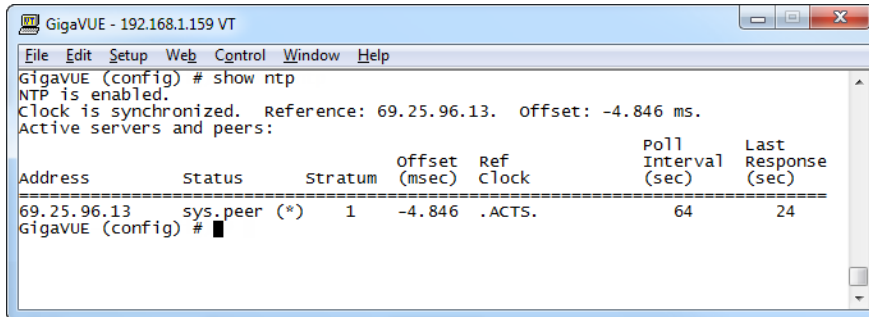 GigaVUE - 192.168.1.159 VT
File Edit Setup Web Control Window Help
GigaVUE (config) # show ntp
NTP is enabled.
Clock is synchronized.  Reference: 69.25.96.13.  Offset: -4.846 ms.
Active servers and peers:
Poll Last
Offset Ref Interval Response
Address Status Stratum (msec) Clock (sec) (sec)
================================================================================
69.25.96.13 sys.peer (*) 1 -4.846 .ACTS. 64 24
GigaVUE (config) #